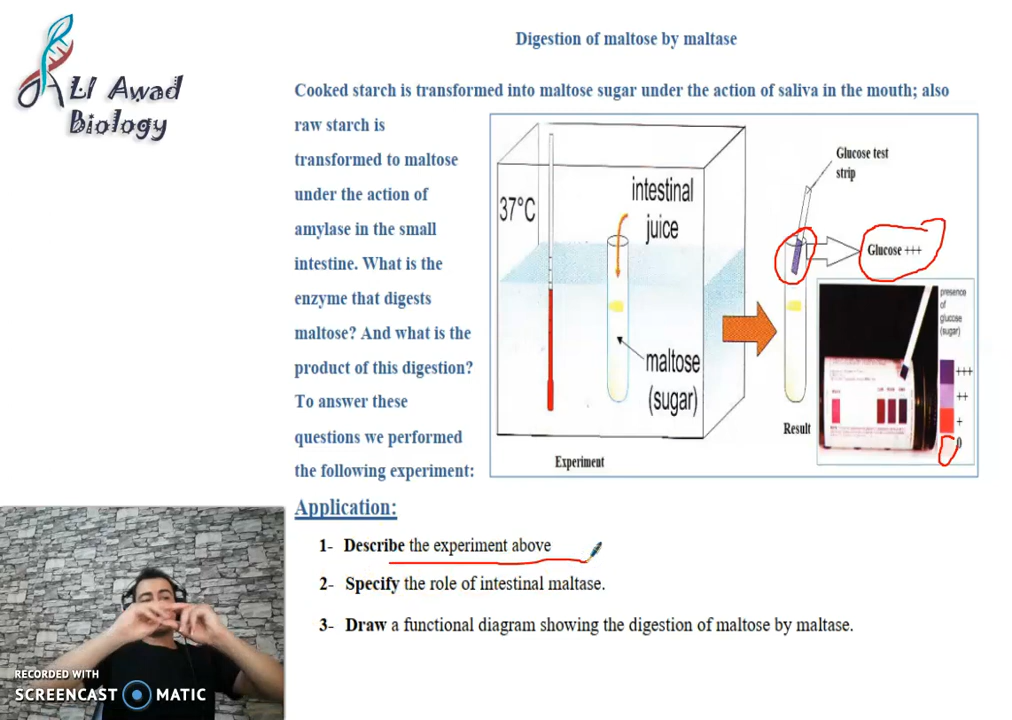 ALI Awad
Biology
Digestion of maltose by maltase
Cooked starch is transformed into maltose sugar under the action of saliva in the mouth; also
raw starch is
transformed to maltose
under the action of
amylase in the small
intestine. What is the
enzyme that digests
maltose? And what is the
product of this digestion?
To answer these
questions we performed
the following experiment:
37°C
intestinal
juice
maltose
(sugar)
Experiment
Glucose test
strip
Glucose +++
Result
presence
of
glucose
(sugar)
+++
++
+
0
Application:
1- Describe the experiment above
2- Specify the role of intestinal maltase.
3- Draw a functional diagram showing the digestion of maltose by maltase.
RECORDED WITH
SCREENCAST MATIC